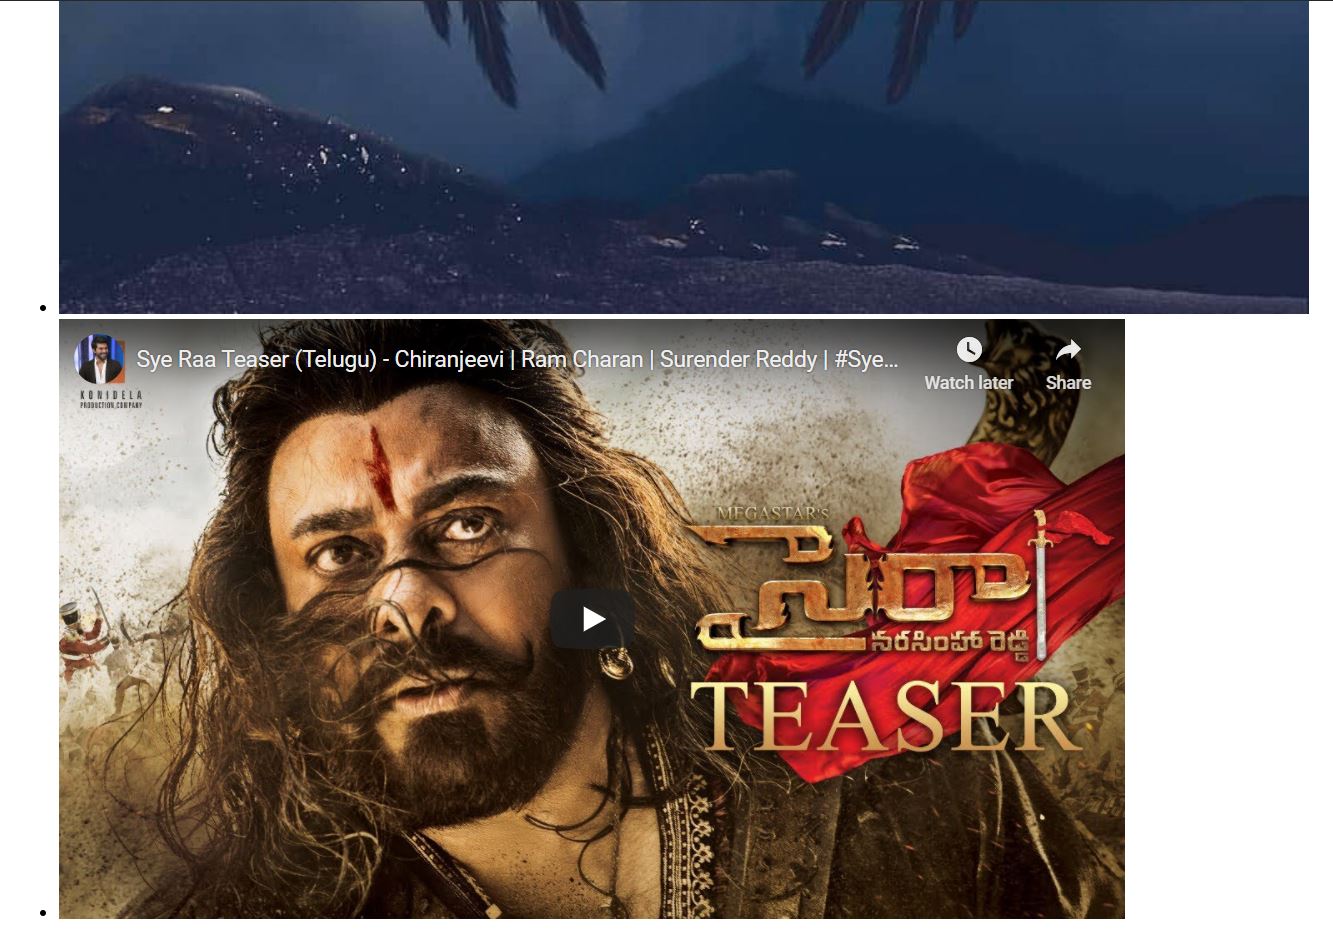 Sye Raa Teaser (Telugu) - Chiranjeevi | Ram Charan | Surender Reddy | #Sye...
Watch later
Share
KONIDELA
PRODUCTION COMPANY
MEGASTAR'S
సైరా
నరసింహా రెడ్డి
TEASER